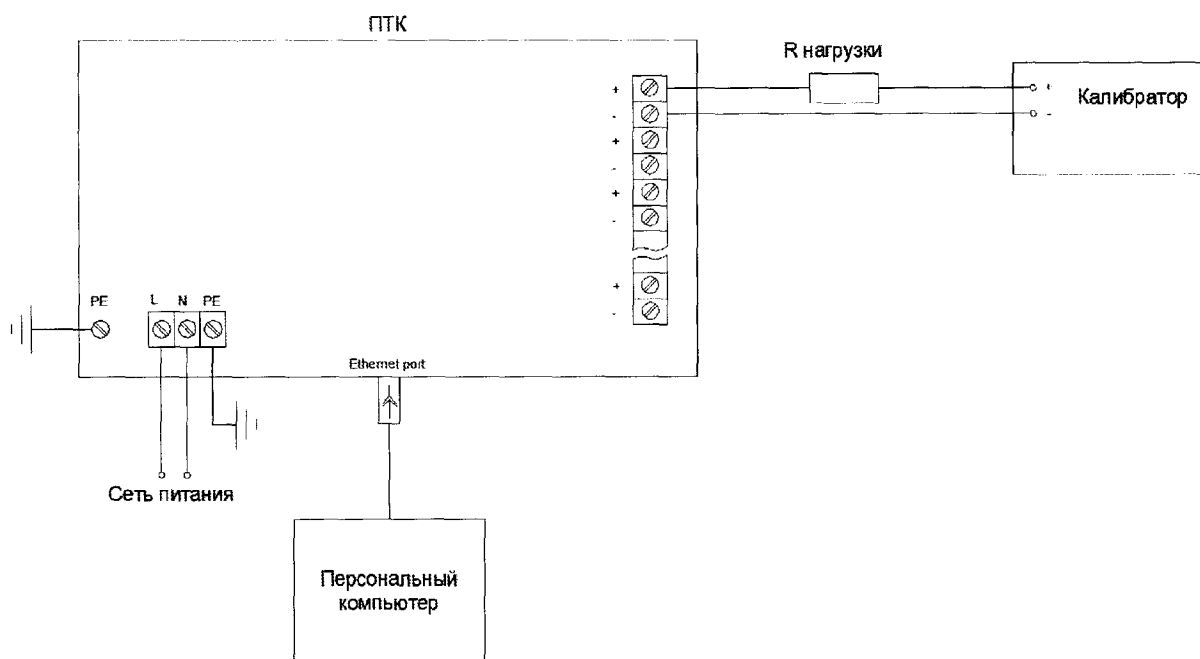 ПТК
R нагрузки
+
-
+
-
+
-
+
-
+
-
Калибратор
PE
L N PE
Ethernet port
Сеть питания
Персональный
компьютер